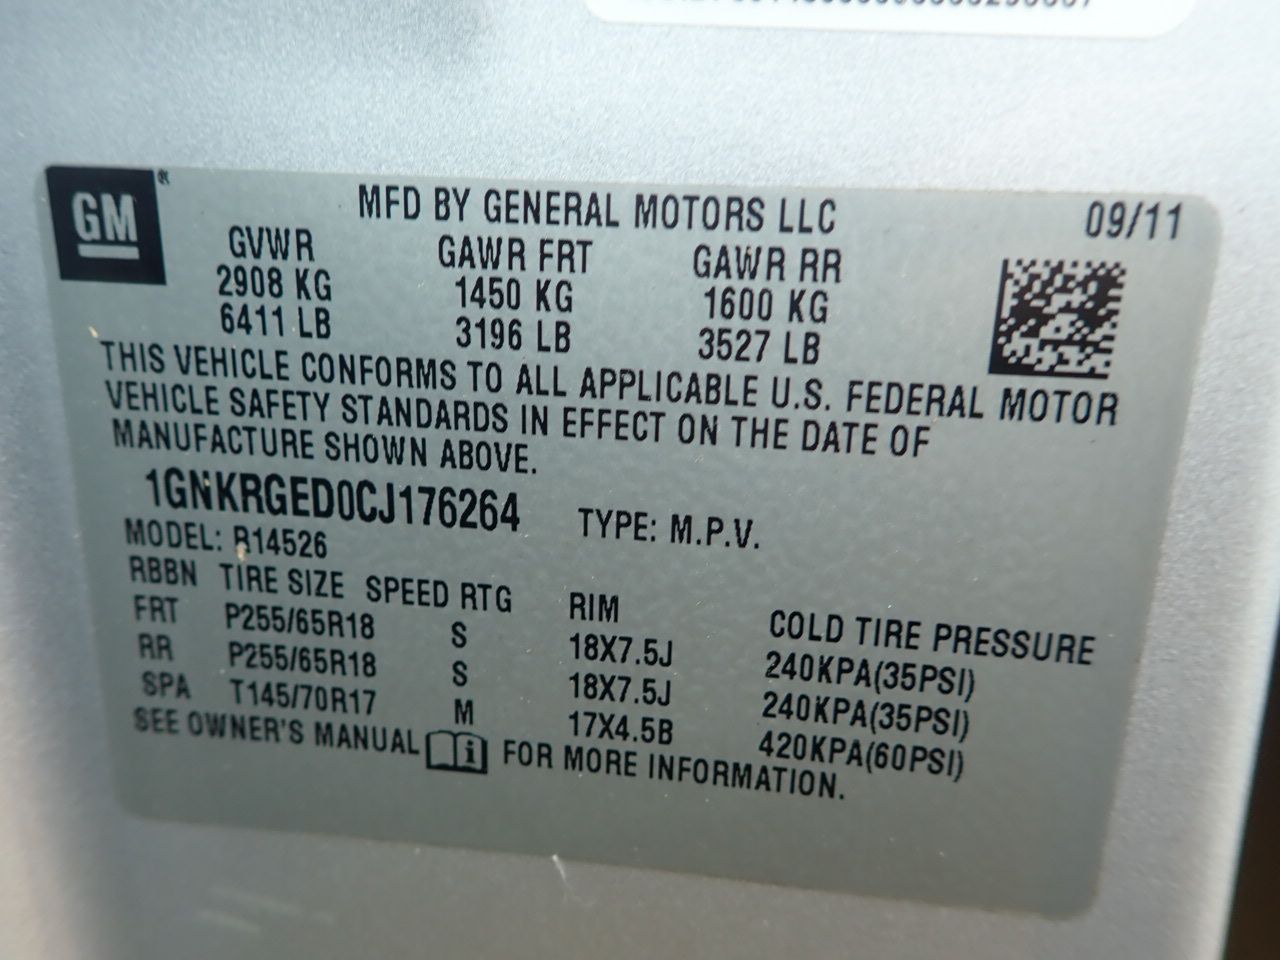 GM
MFD BY GENERAL MOTORS LLC 09/11
GVWR GAWR FRT GAWR RR
2908 KG 1450 KG 1600 KG
6411 LB 3196 LB 3527 LB
THIS VEHICLE CONFORMS TO ALL APPLICABLE U.S. FEDERAL MOTOR
VEHICLE SAFETY STANDARDS IN EFFECT ON THE DATE OF
MANUFACTURE SHOWN ABOVE.
1GNKRGED0CJ176264 TYPE: M.P.V.
MODEL: R14526
RBBN TIRE SIZE SPEED RTG RIM COLD TIRE PRESSURE
FRT P255/65R18 S 18X7.5J 240KPA(35PSI)
RR P255/65R18 S 18X7.5J 240KPA(35PSI)
SPA T145/70R17 M 17X4.5B 420KPA(60PSI)
SEE OWNER'S MANUAL i FOR MORE INFORMATION.